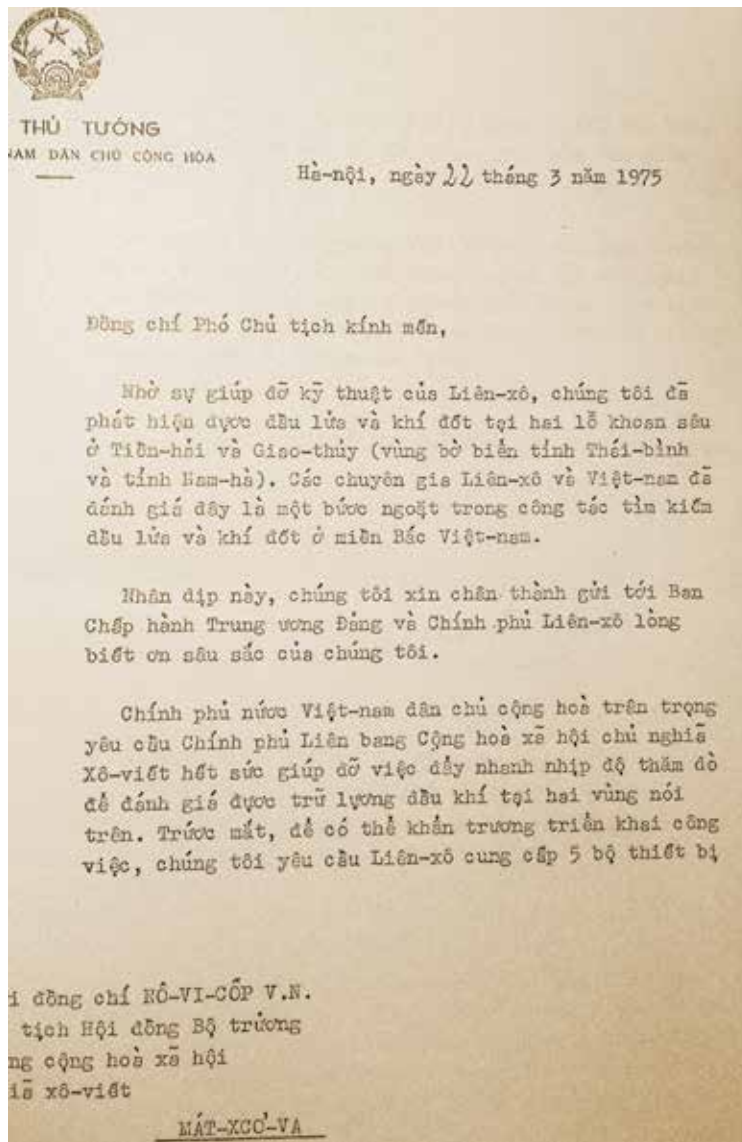 THỦ TƯỚNG
NAM DÂN CHỦ CỘNG HÒA
Hà-nội, ngày 22 tháng 3 năm 1975
Đồng chí Phó Chủ tịch kính mến,
Nhờ sự giúp đỡ kỹ thuật của Liên-xô, chúng tôi đã
phát hiện được dầu lửa và khí đốt tại hai lỗ khoan sâu
ở Tiền-hải và Giao-thủy (vùng bờ biển tỉnh Thái-bình
và tỉnh Nam-hà). Các chuyên gia Liên-xô và Việt-nam đã
đánh giá đây là một bước ngoặt trong công tác tìm kiếm
dầu lửa và khí đốt ở miền Bắc Việt-nam.
Nhân dịp này, chúng tôi xin chân thành gửi tới Ban
Chấp hành Trung ương Đảng và Chính phủ Liên-xô lòng
biết ơn sâu sắc của chúng tôi.
Chính phủ nước Việt-nam dân chủ cộng hoà trân trọng
yêu cầu Chính phủ Liên bang Cộng hoà xã hội chủ nghĩa
Xô-viết hết sức giúp đỡ việc đẩy nhanh nhịp độ thăm dò
để đánh giá được trữ lượng dầu khí tại hai vùng nói
trên. Trước mắt, để có thể khẩn trương triển khai công
việc, chúng tôi yêu cầu Liên-xô cung cấp 5 bộ thiết bị
i đồng chí NÔ-VI-CỐP V.N.
tịch Hội đồng Bộ trưởng
ng cộng hoà xã hội
ĩa xô-viết
MÁT-XCƠ-VA